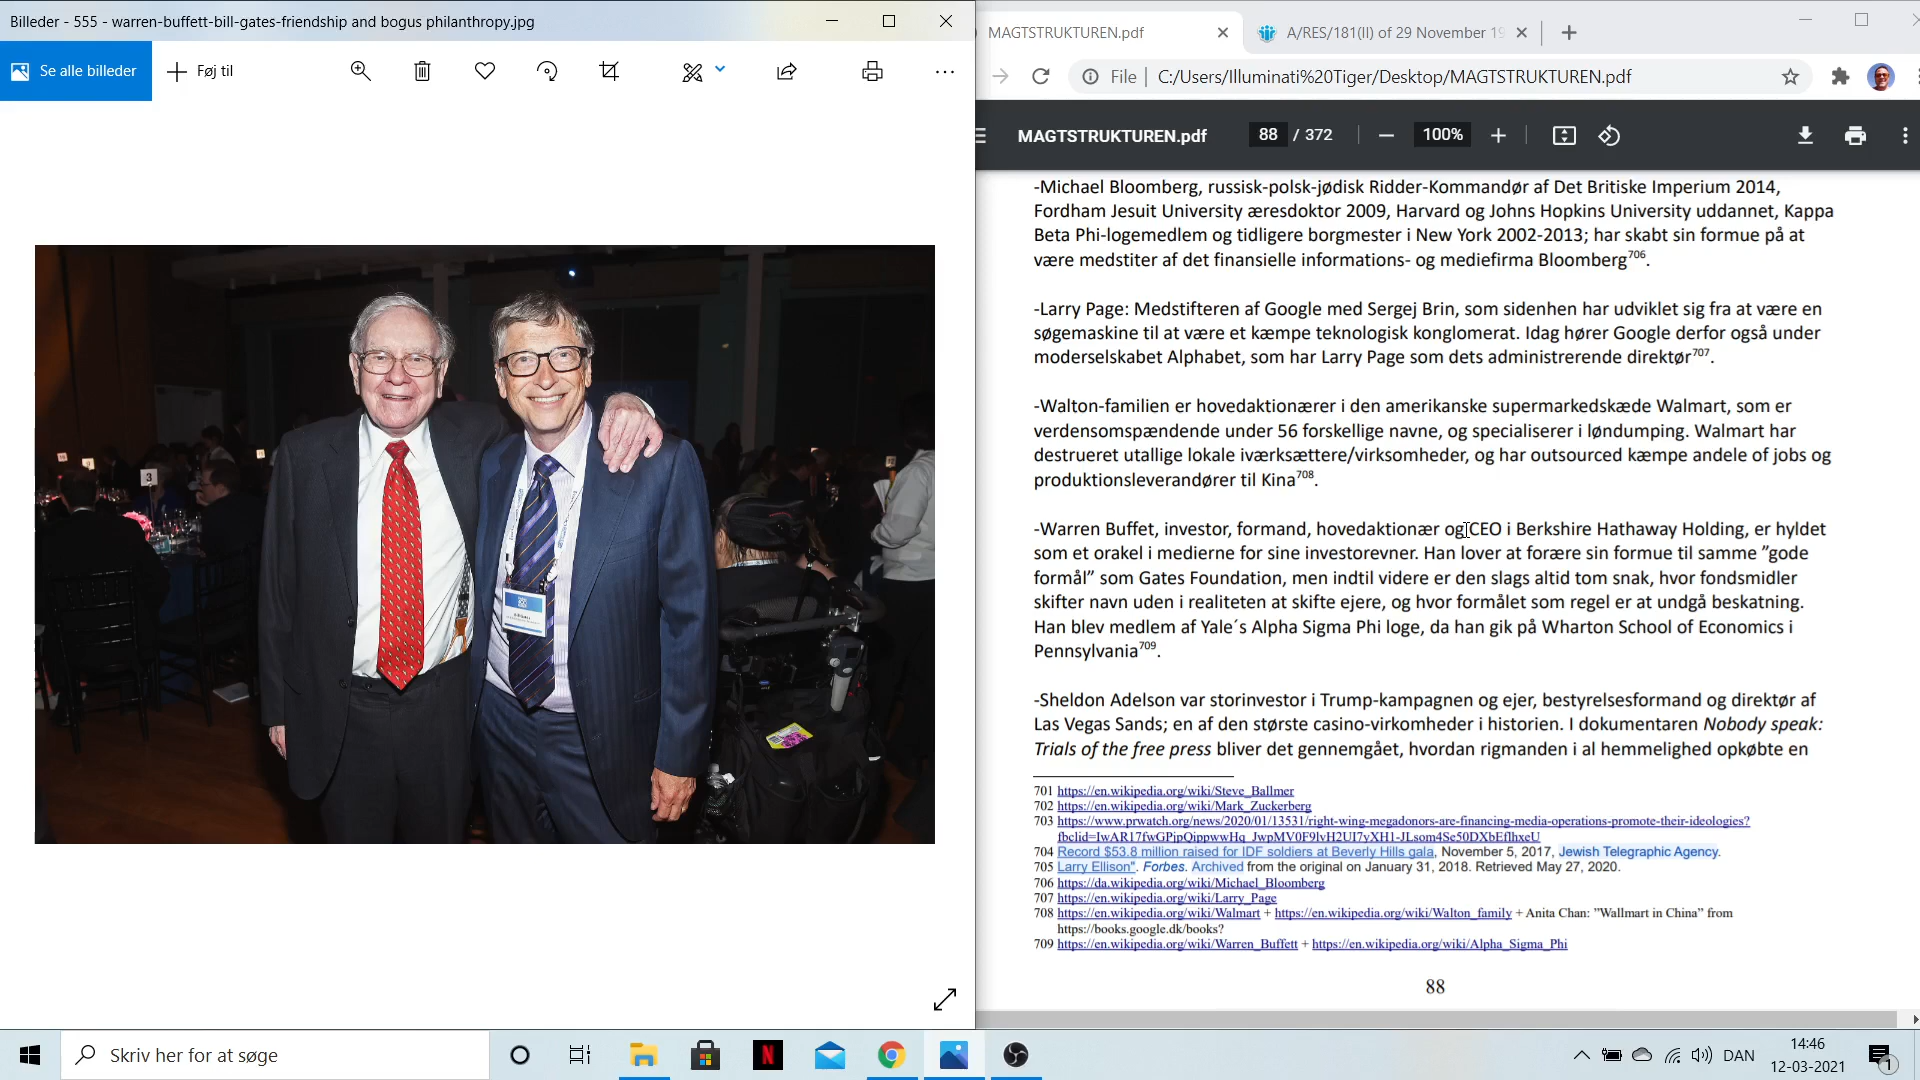 Billeder - 555 - warren-buffett-bill-gates-friendship and bogus philanthropy.jpg
Se alle billeder
Føj til
3
MAGTSTRUKTUREN.pdf
A/RES/181(II) of 29 November 19
File
C:/Users/Illuminati%20Tiger/Desktop/MAGTSTRUKTUREN.pdf
MAGTSTRUKTUREN.pdf
88 / 372
100%
-Michael Bloomberg, russisk-polsk-jødisk Ridder-Kommandør af Det Britiske Imperium 2014,
Fordham Jesuit University æresdoktor 2009, Harvard og Johns Hopkins University uddannet, Kappa
Beta Phi-logemedlem og tidligere borgmester i New York 2002-2013; har skabt sin formue på at
være medstiter af det finansielle informations- og mediefirma Bloomberg706.
-Larry Page: Medstifteren af Google med Sergej Brin, som sidenhen har udviklet sig fra at være en
søgemaskine til at være et kæmpe teknologisk konglomerat. Idag hører Google derfor også under
moderselskabet Alphabet, som har Larry Page som dets administrerende direktør707.
-Walton-familien er hovedaktionærer i den amerikanske supermarkedskæde Walmart, som er
verdensomspændende under 56 forskellige navne, og specialiserer i løndumping. Walmart har
destrueret utallige lokale iværksættere/virksomheder, og har outsourced kæmpe andele of jobs og
produktionsleverandører til Kina708.
-Warren Buffet, investor, formand, hovedaktionær og CEO i Berkshire Hathaway Holding, er hyldet
som et orakel i medierne for sine investorevner. Han lover at forære sin formue til samme ”gode
formål” som Gates Foundation, men indtil videre er den slags altid tom snak, hvor fondsmidler
skifter navn uden i realiteten at skifte ejere, og hvor formålet som regel er at undgå beskatning.
Han blev medlem af Yale´s Alpha Sigma Phi loge, da han gik på Wharton School of Economics i
Pennsylvania709.
-Sheldon Adelson var storinvestor i Trump-kampagnen og ejer, bestyrelsesformand og direktør af
Las Vegas Sands; en af den største casino-virkomheder i historien. I dokumentaren Nobody speak:
Trials of the free press bliver det gennemgået, hvordan rigmanden i al hemmelighed opkøbte en
701 https://en.wikipedia.org/wiki/Steve_Ballmer
702 https://en.wikipedia.org/wiki/Mark_Zuckerberg
703 https://www.prwatch.org/news/2020/01/13531/right-wing-megadonors-are-financing-media-operations-promote-their-ideologies?
fbclid=IwAR17fwGPjpQippwwHq_JwpMV0F9lvH2UI7yXH1-JLsom4Se50DXbEflhxeU
704 Record $53.8 million raised for IDF soldiers at Beverly Hills gala, November 5, 2017, Jewish Telegraphic Agency.
705 Larry Ellison". Forbes. Archived from the original on January 31, 2018. Retrieved May 27, 2020.
706 https://da.wikipedia.org/wiki/Michael_Bloomberg
707 https://en.wikipedia.org/wiki/Larry_Page
708 https://en.wikipedia.org/wiki/Walmart + https://en.wikipedia.org/wiki/Walton_family + Anita Chan: ”Wallmart in China” from
https://books.google.dk/books?
709 https://en.wikipedia.org/wiki/Warren_Buffett + https://en.wikipedia.org/wiki/Alpha_Sigma_Phi
88
Skriv her for at søge
DAN
14:46
12-03-2021
1